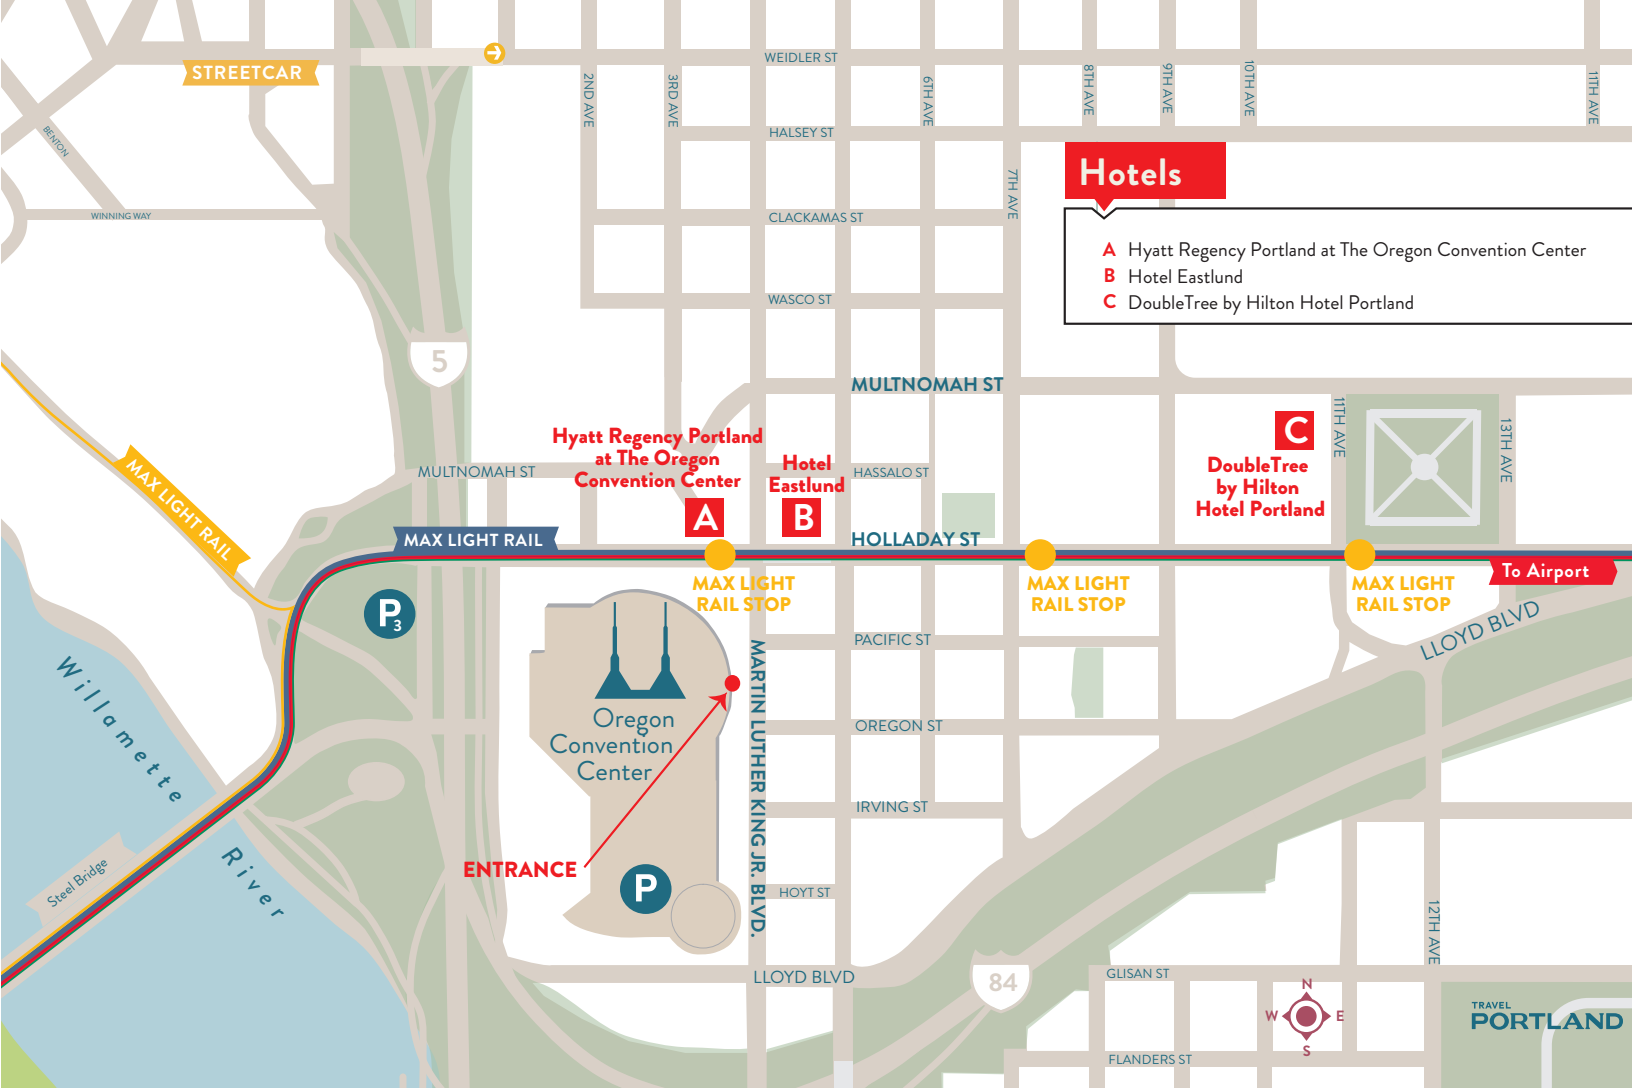 WEIDLER ST
STREETCAR
2ND AVE
3RD AVE
6TH AVE
8TH AVE
9TH AVE
10TH AVE
11TH AVE
BENTON
HALSEY ST
Hotels
7TH AVE
WINNING WAY
CLACKAMAS ST
A Hyatt Regency Portland at The Oregon Convention Center
B Hotel Eastlund
C DoubleTree by Hilton Hotel Portland
WASCO ST
5
MULTNOMAH ST
Hyatt Regency Portland
at The Oregon
Convention Center
A
Hotel
Eastlund
B
C
DoubleTree
by Hilton
Hotel Portland
11TH AVE
13TH AVE
MULTNOMAH ST
HASSALO ST
MAX LIGHT RAIL
MAX LIGHT RAIL
HOLLADAY ST
To Airport
MAX LIGHT
RAIL STOP
MAX LIGHT
RAIL STOP
MAX LIGHT
RAIL STOP
P3
LLOYD BLVD
PACIFIC ST
MARTIN LUTHER KING JR. BLVD.
Oregon
Convention
Center
OREGON ST
Willamette
River
IRVING ST
ENTRANCE
P
HOYT ST
Steel Bridge
12TH AVE
LLOYD BLVD
84
GLISAN ST
N
W
E
S
TRAVEL
PORTLAND
FLANDERS ST